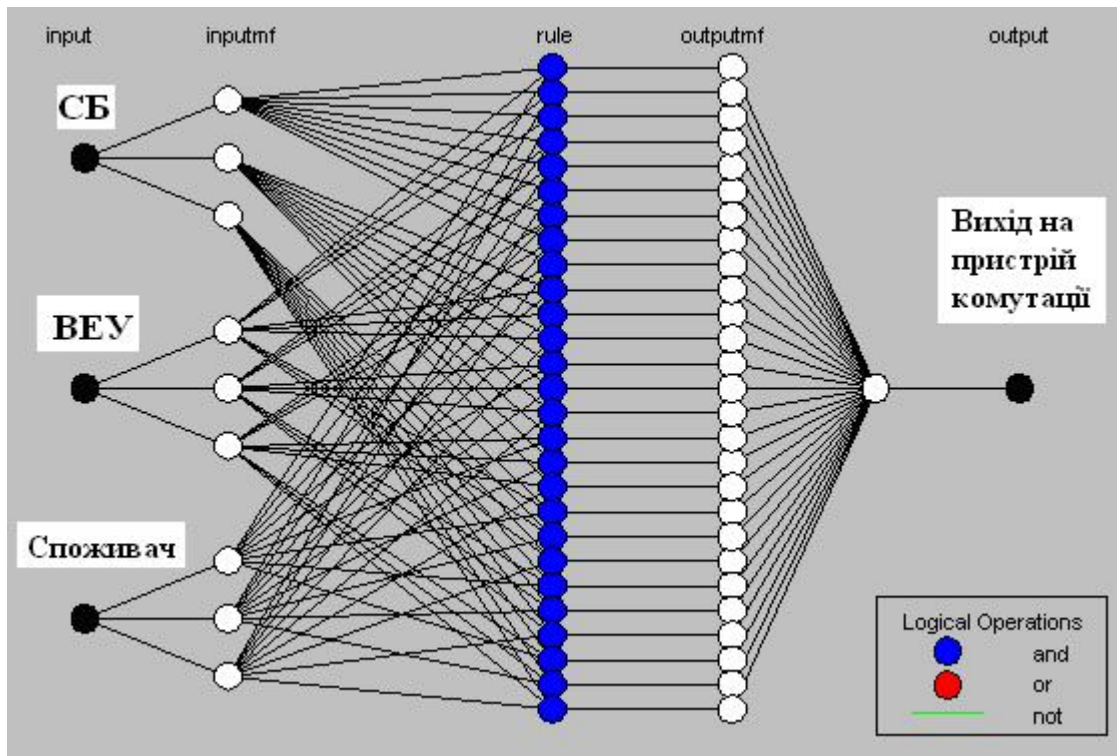 input inputmf rule outputmf output
СБ
ВЕУ
Споживач
Вихід на
пристрій
комутації
Logical Operations
and
or
not